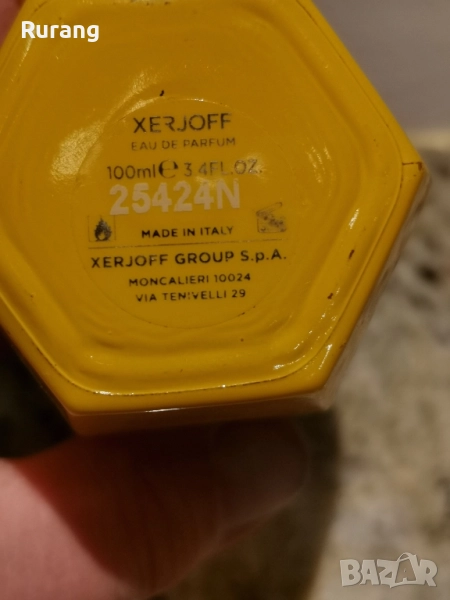 Rurang
XERJOFF
EAU DE PARFUM
100ml e 3.4FL.OZ.
25424N
MADE IN ITALY
XERJOFF GROUP S.p.A.
MONCALIERI 10024
VIA TENIVELLI 29
BAZAR